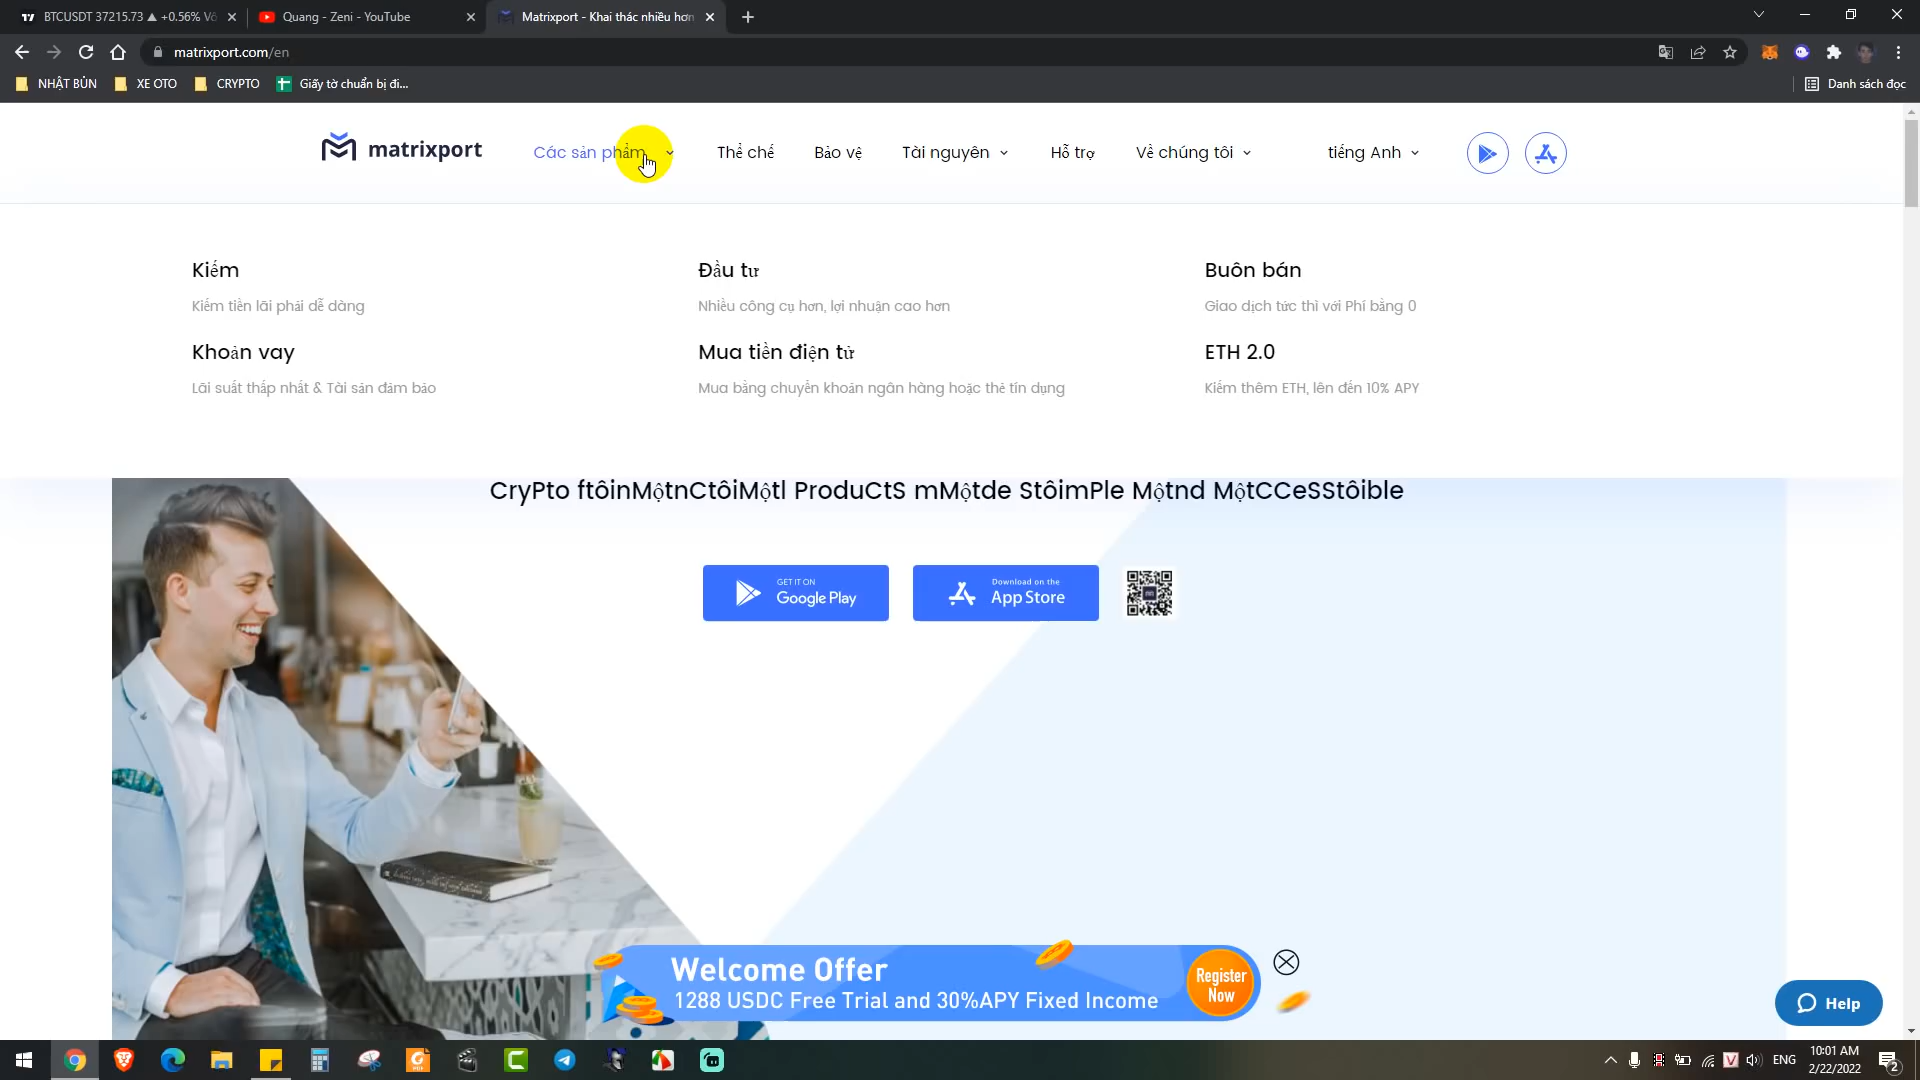 BTCUSDT 37215.73 ▲ +0.56% Vô
Quang - Zeni - YouTube
Matrixport - Khai thác nhiều hơn
matrixport.com/en
NHẬT BỦN
XE OTO
CRYPTO
Giấy tờ chuẩn bị đi...
Danh sách đọc
matrixport
Các sản phẩm
Thể chế
Bảo vệ
Tài nguyên
Hỗ trợ
Về chúng tôi
tiếng Anh
Kiếm
Đầu tư
Buôn bán
Kiếm tiền lãi phải dễ dàng
Nhiều công cụ hơn, lợi nhuận cao hơn
Giao dịch tức thì với Phí bằng 0
Khoản vay
Mua tiền điện tử
ETH 2.0
Lãi suất thấp nhất & Tài sản đảm bảo
Mua bằng chuyển khoản ngân hàng hoặc thẻ tín dụng
Kiếm thêm ETH, lên đến 10% APY
CryPto ftôinMộtnCtôiMộtl ProduCtS mMộtde StôimPle Mộtnd MộtCCeSStôible
GET IT ON
Google Play
Download on the
App Store
Welcome Offer
1288 USDC Free Trial and 30%APY Fixed Income
Register
Now
Help
ENG
10:01 AM
2/22/2022
2